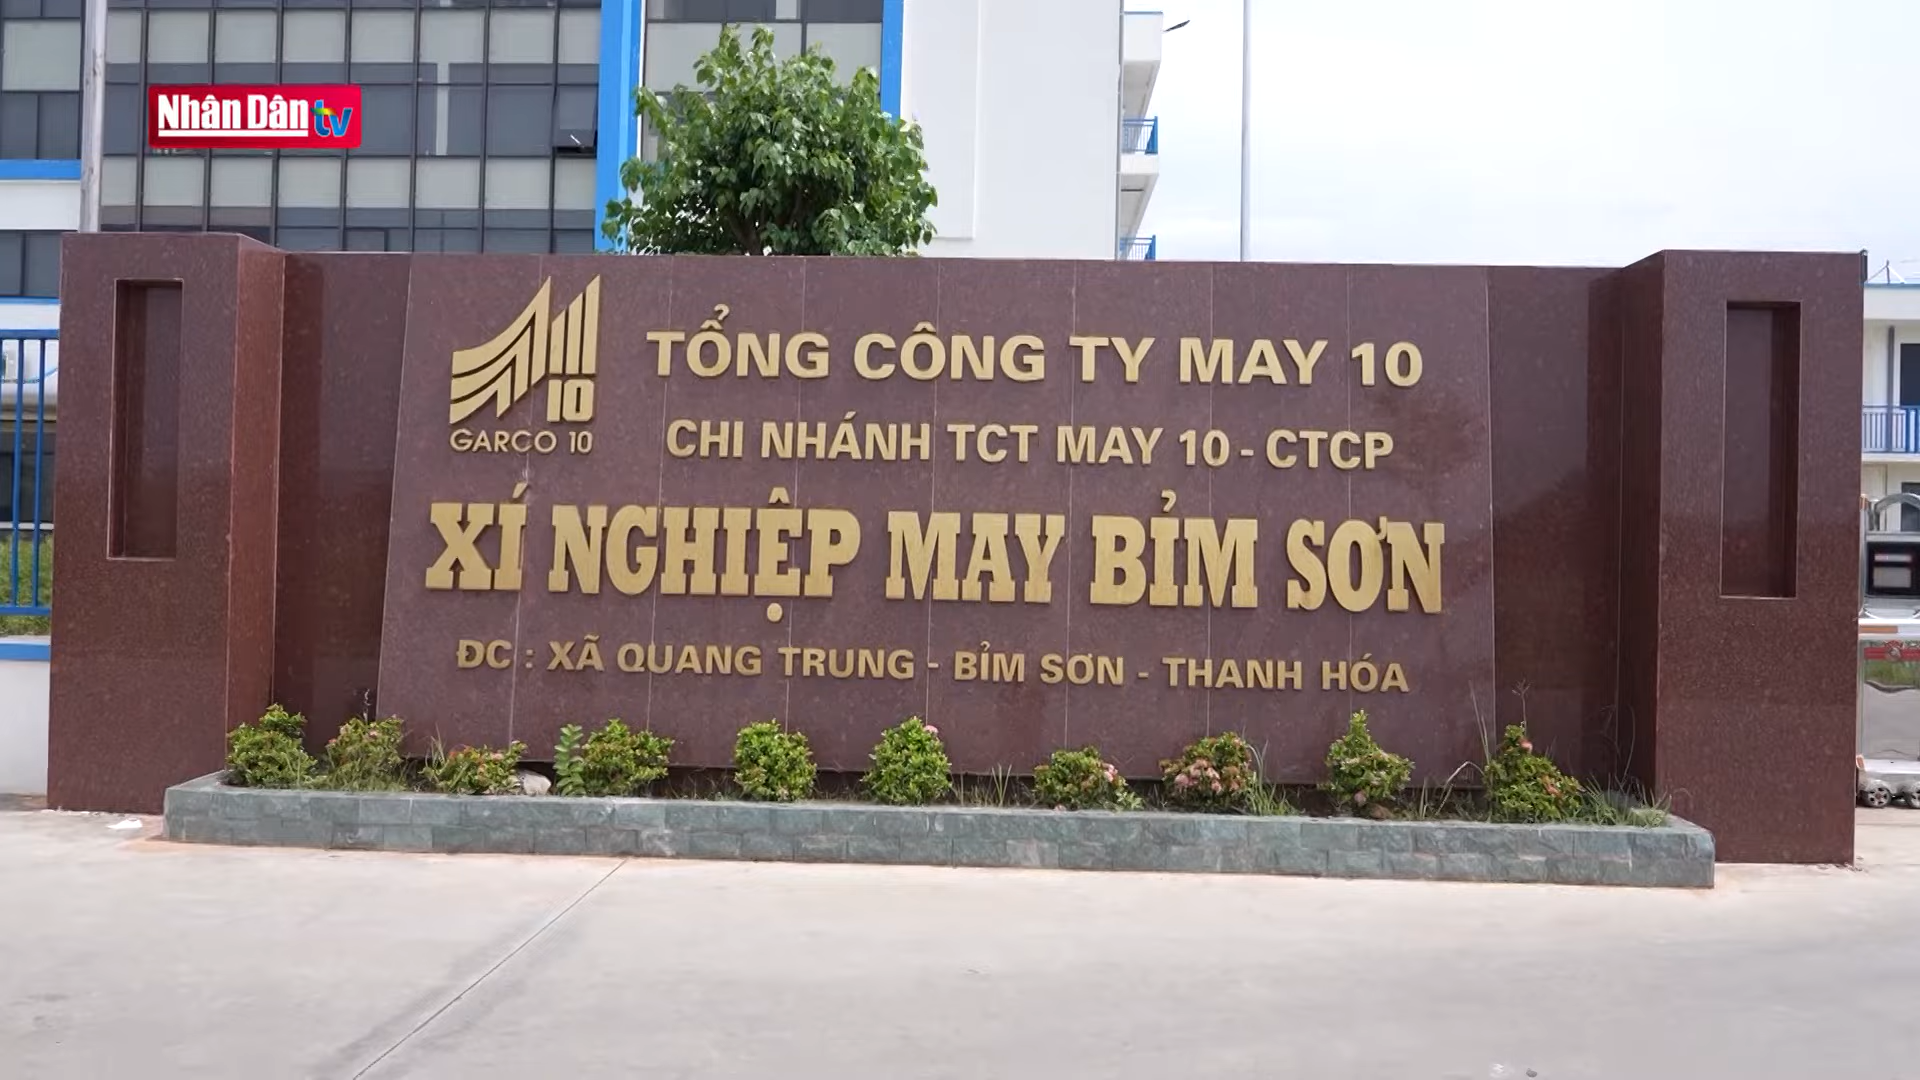 Nhân Dân tv
TỔNG CÔNG TY MAY 10
10
GARCO 10
CHI NHÁNH TCT MAY 10 - CTCP
XÍ NGHIỆP MAY BỈM SƠN
ĐC : XÃ QUANG TRUNG - BỈM SƠN - THANH HÓA